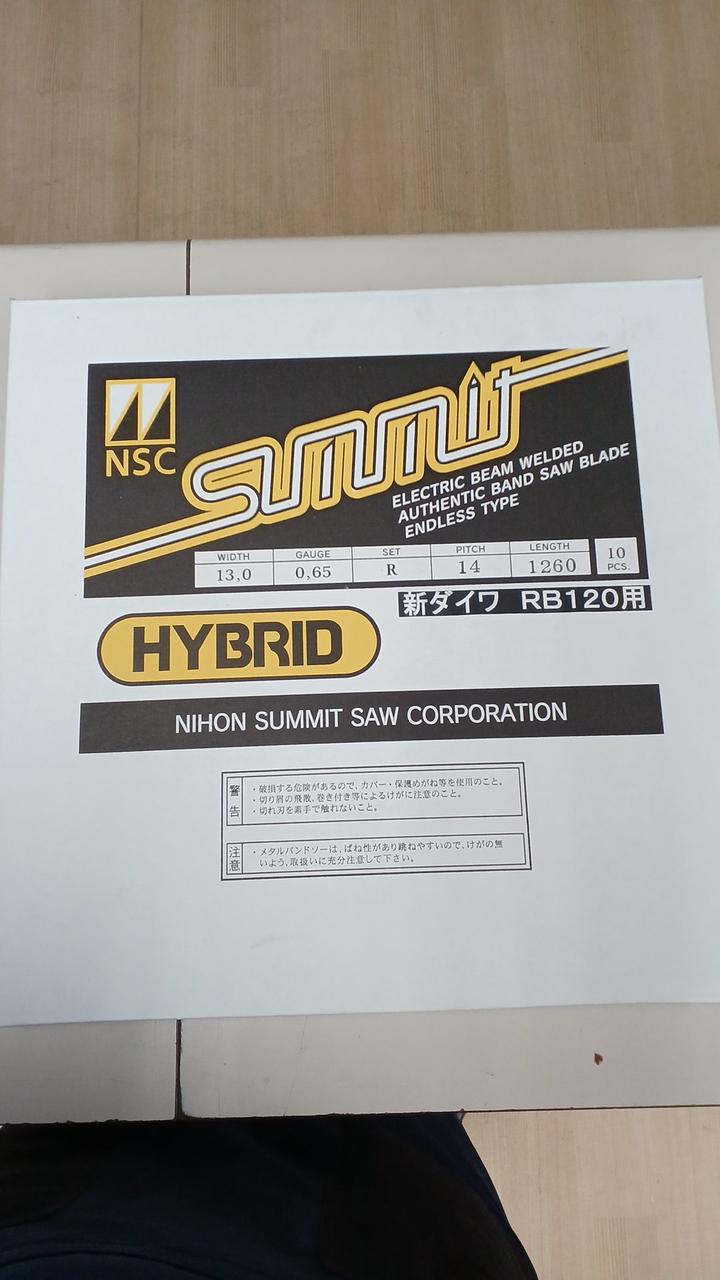 NSC
summit
ELECTRIC BEAM WELDED
AUTHENTIC BAND SAW BLADE
ENDLESS TYPE
WIDTH GAUGE SET PITCH LENGTH
13,0 0,65 R 14 1260
10
PCS.
新ダイワ RB120用
HYBRID
NIHON SUMMIT SAW CORPORATION
警告
・破損する危険があるので、カバー・保護めがね等を使用のこと。
・切り屑の飛散、巻き付き等によるけがに注意のこと。
・切れ刃を素手で触れないこと。
注意
・メタルバンドソーは、ばね性があり跳ねやすいので、けがの無
いよう、取扱いに充分注意して下さい。